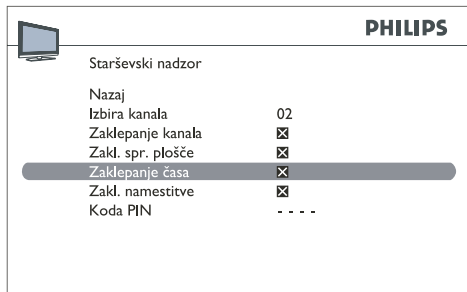 PHILIPS
Starševski nadzor
Nazaj
Izbira kanala 02
Zaklepanje kanala
Zakl. spr. plošče
Zaklepanje časa
Zakl. namestitve
Koda PIN - - - -